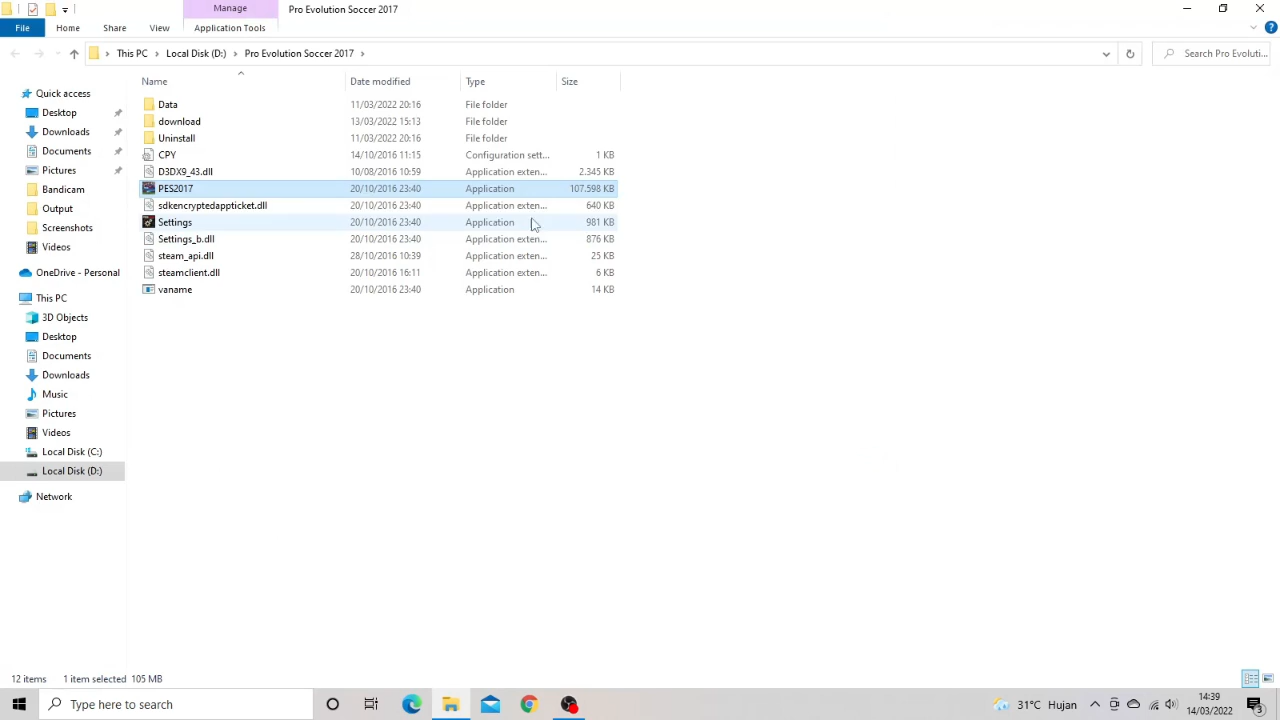 Manage
Pro Evolution Soccer 2017
File
Home
Share
View
Application Tools
This PC
Local Disk (D:)
Pro Evolution Soccer 2017
Search Pro Evoluti...
Name
Date modified
Type
Size
Quick access
Desktop
Downloads
Documents
Pictures
Bandicam
Output
Screenshots
Videos
OneDrive - Personal
This PC
3D Objects
Desktop
Documents
Downloads
Music
Pictures
Videos
Local Disk (C:)
Local Disk (D:)
Network
Data 11/03/2022 20:16 File folder
download 13/03/2022 15:13 File folder
Uninstall 11/03/2022 20:16 File folder
CPY 14/10/2016 11:15 Configuration sett... 1 KB
D3DX9_43.dll 10/08/2016 10:59 Application exten... 2.345 KB
PES2017 20/10/2016 23:40 Application 107.598 KB
sdkencryptedappticket.dll 20/10/2016 23:40 Application exten... 640 KB
Settings 20/10/2016 23:40 Application 981 KB
Settings_b.dll 20/10/2016 23:40 Application exten... 876 KB
steam_api.dll 28/10/2016 10:39 Application exten... 25 KB
steamclient.dll 20/10/2016 16:11 Application exten... 6 KB
vaname 20/10/2016 23:40 Application 14 KB
12 items 1 item selected 105 MB
Type here to search
31°C Hujan
14:39
14/03/2022
3